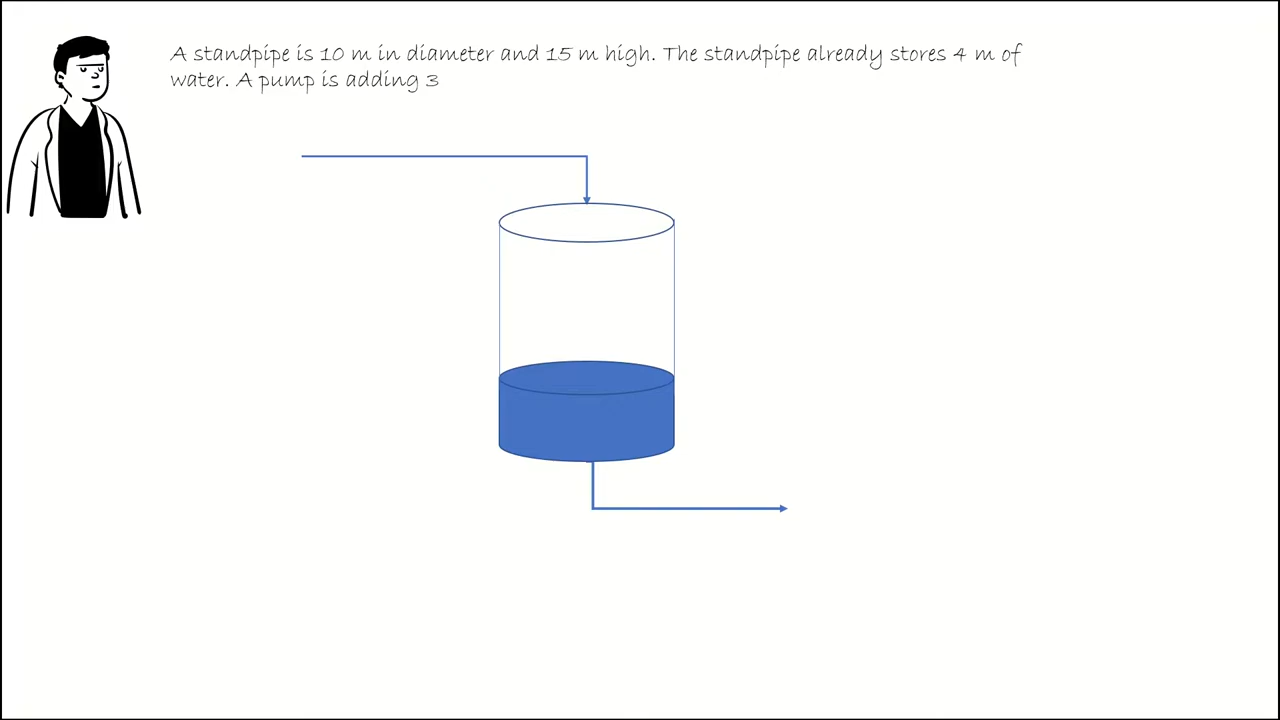 A standpipe is 10 m in diameter and 15 m high. The standpipe already stores 4 m of
water. A pump is adding 3